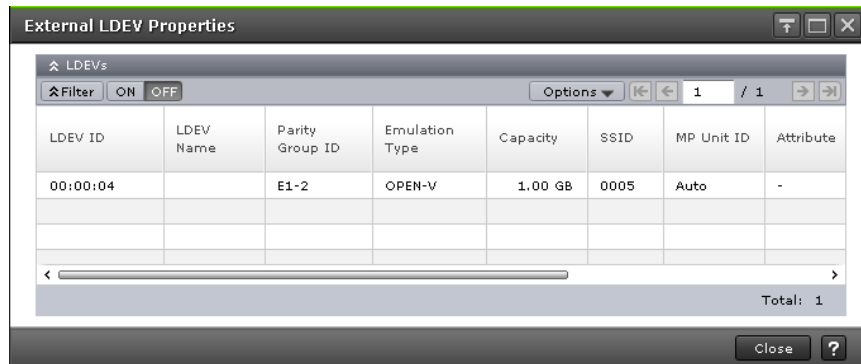 External LDEV Properties
LDEVs
Filter ON OFF Options 1 / 1
LDEV ID LDEV Name Parity Group ID Emulation Type Capacity SSID MP Unit ID Attribute
00:00:04 E1-2 OPEN-V 1.00 GB 0005 Auto -
Total: 1
Close ?